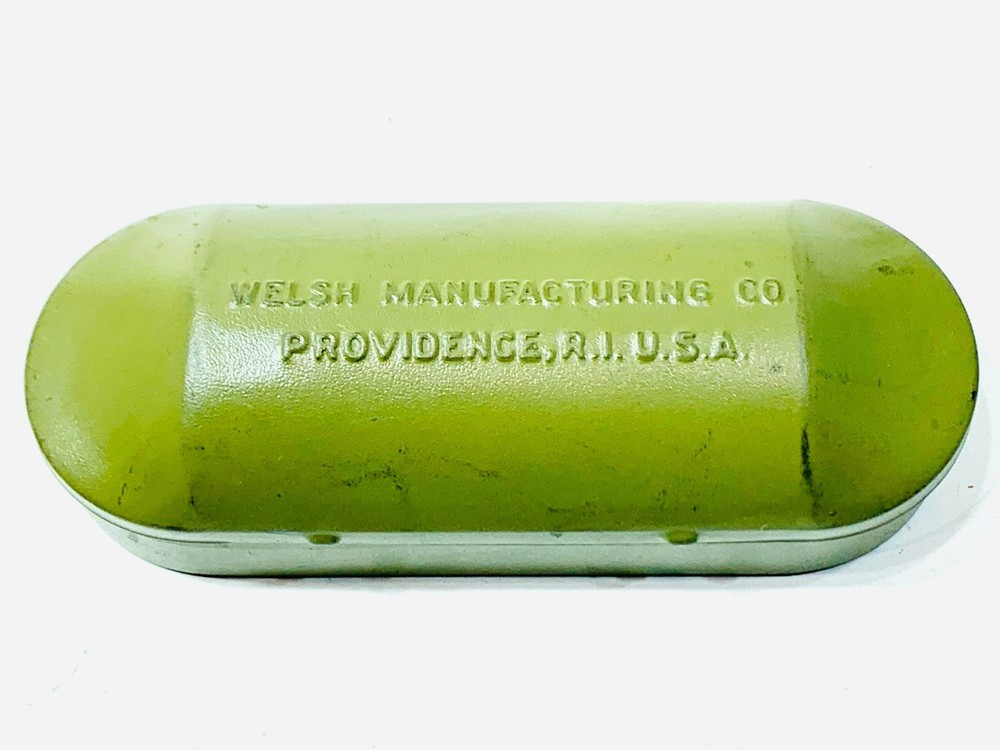 WELSH MANUFACTURING CO.
PROVIDENCE, R.I. U.S.A.